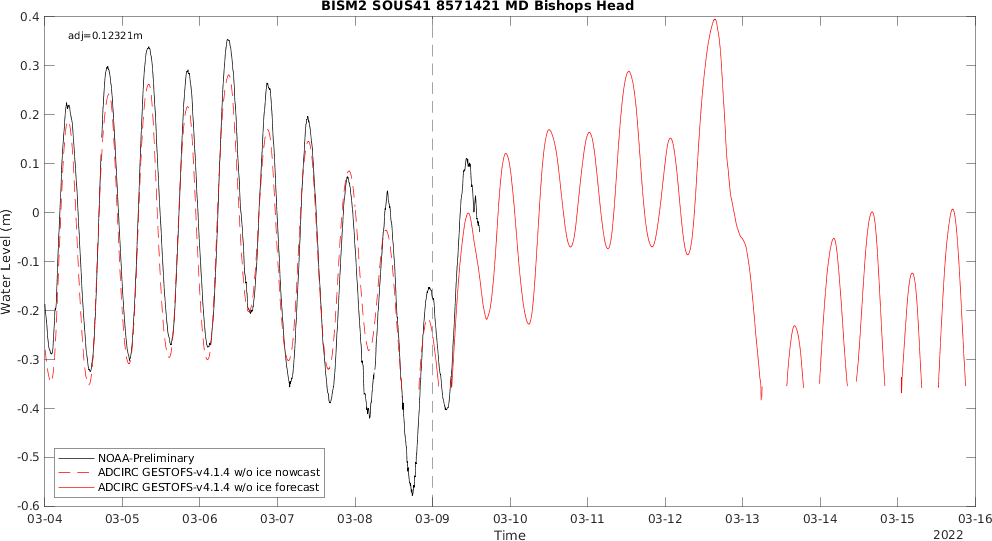 BISM2 SOUS41 8571421 MD Bishops Head
adj=0.12321m
0.4
0.3
0.2
0.1
0
-0.1
-0.2
-0.3
-0.4
-0.5
-0.6
Water Level (m)
NOAA-Preliminary
ADCIRC GESTOFS-v4.1.4 w/o ice nowcast
ADCIRC GESTOFS-v4.1.4 w/o ice forecast
03-04 03-05 03-06 03-07 03-08 03-09 03-10 03-11 03-12 03-13 03-14 03-15 03-16
Time
2022